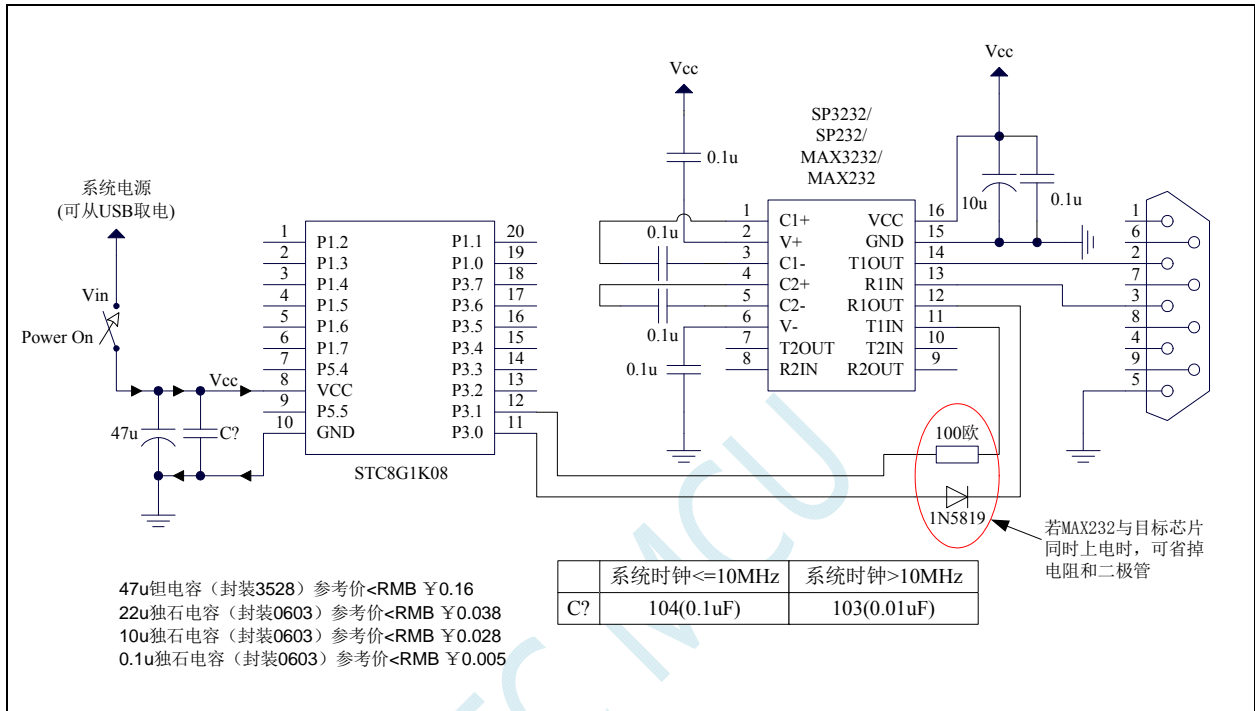 系统电源
(可从USB取电)
Vin
Power On
47u
C?
Vcc
1 P1.2 P1.1 20
2 P1.3 P1.0 19
3 P1.4 P3.7 18
4 P1.5 P3.6 17
5 P1.6 P3.5 16
6 P1.7 P3.4 15
7 P5.4 P3.3 14
8 VCC P3.2 13
9 P5.5 P3.1 12
10 GND P3.0 11
STC8G1K08
Vcc
0.1u
0.1u
0.1u
0.1u
SP3232/
SP232/
MAX3232/
MAX232
1 C1+ VCC 16
2 V+ GND 15
3 C1- T1OUT 14
4 C2+ R1IN 13
5 C2- R1OUT 12
6 V- T1IN 11
7 T2OUT T2IN 10
8 R2IN R2OUT 9
Vcc
10u
0.1u
1
6
2
7
3
8
4
9
5
100欧
1N5819
若MAX232与目标芯片
同时上电时，可省掉
电阻和二极管
47u钽电容（封装3528）参考价<RMB ￥0.16
22u独石电容（封装0603）参考价<RMB ￥0.038
10u独石电容（封装0603）参考价<RMB ￥0.028
0.1u独石电容（封装0603）参考价<RMB ￥0.005
系统时钟<=10MHz 系统时钟>10MHz
C? 104(0.1uF) 103(0.01uF)
TC MCU